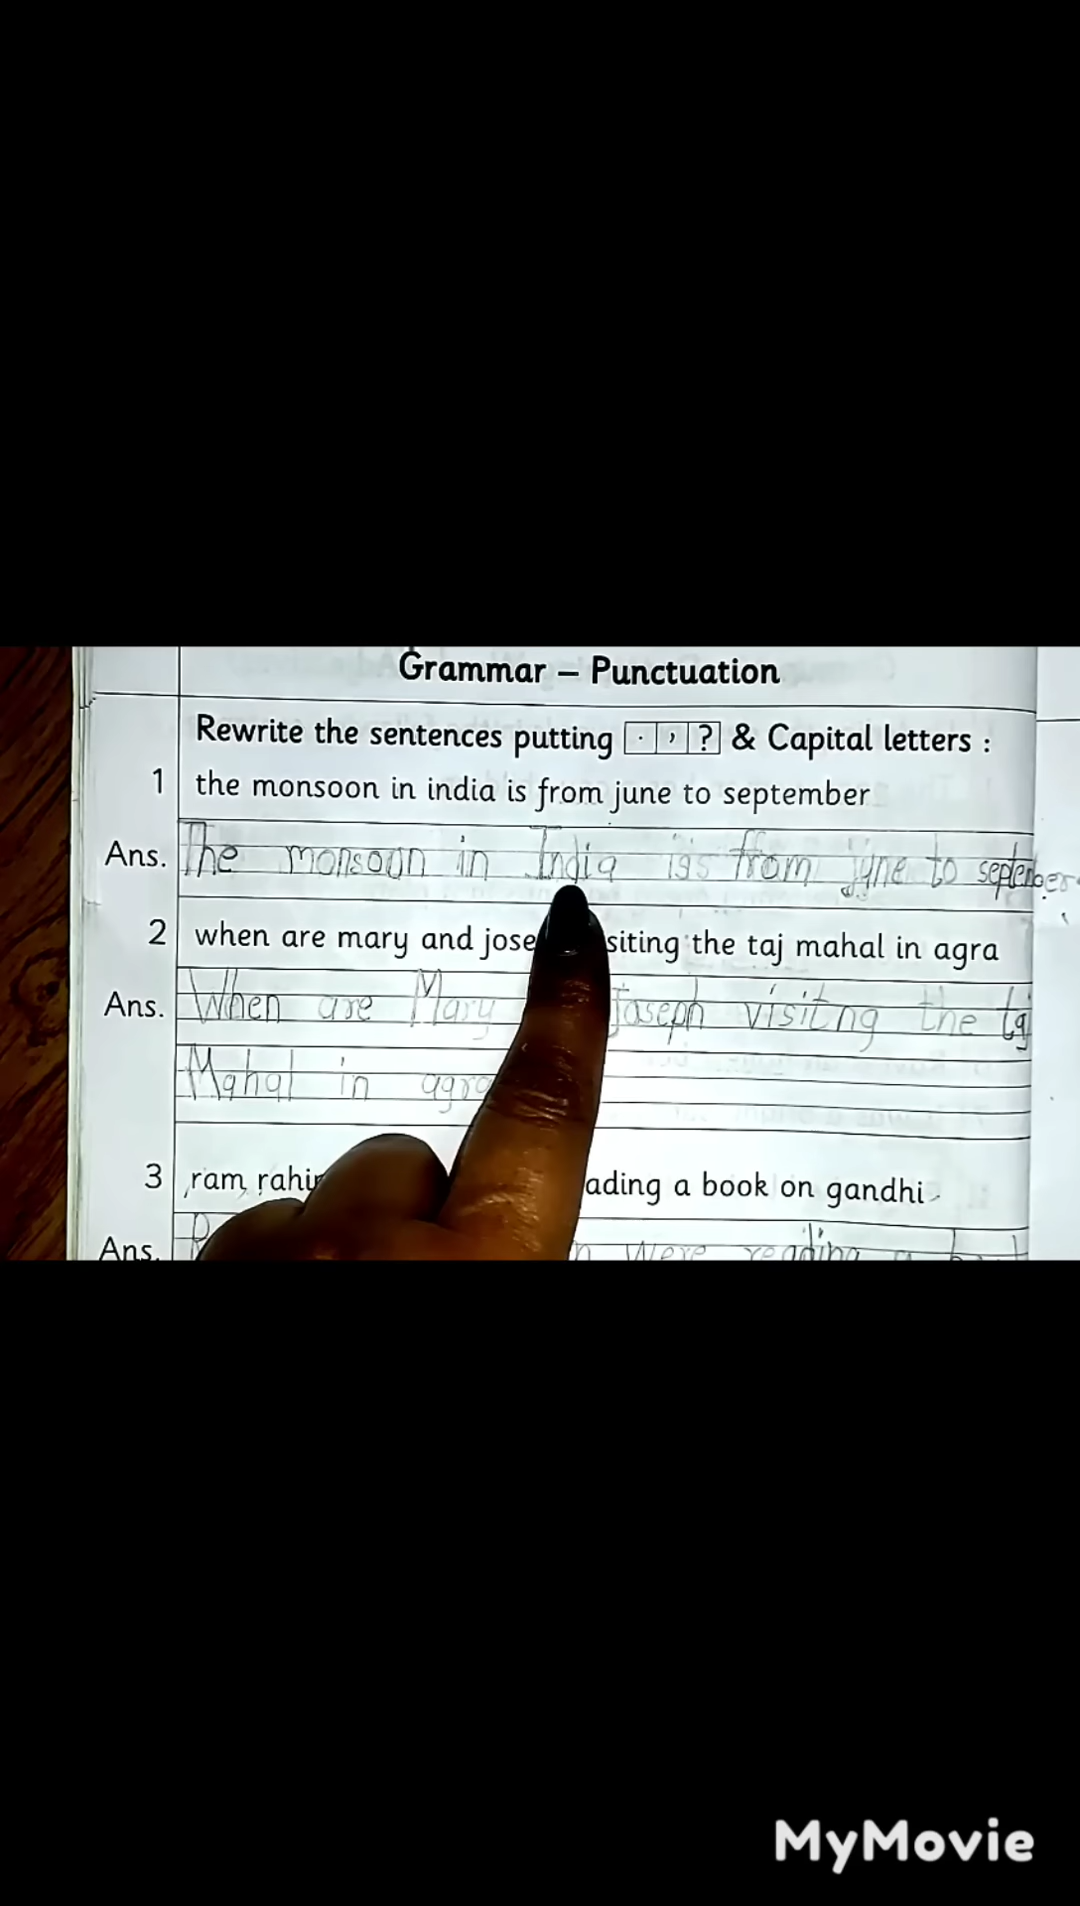 Grammar – Punctuation
Rewrite the sentences putting . , ? & Capital letters :
1 the monsoon in india is from june to september
Ans. The monsoon in India is from june to september
2 when are mary and siting the taj mahal in agra
Ans. When are Mary Joseph visitng the taj
Mahal in agra
3 ram, rahi ading a book on gandhi
Ans. were reading a
MyMovie